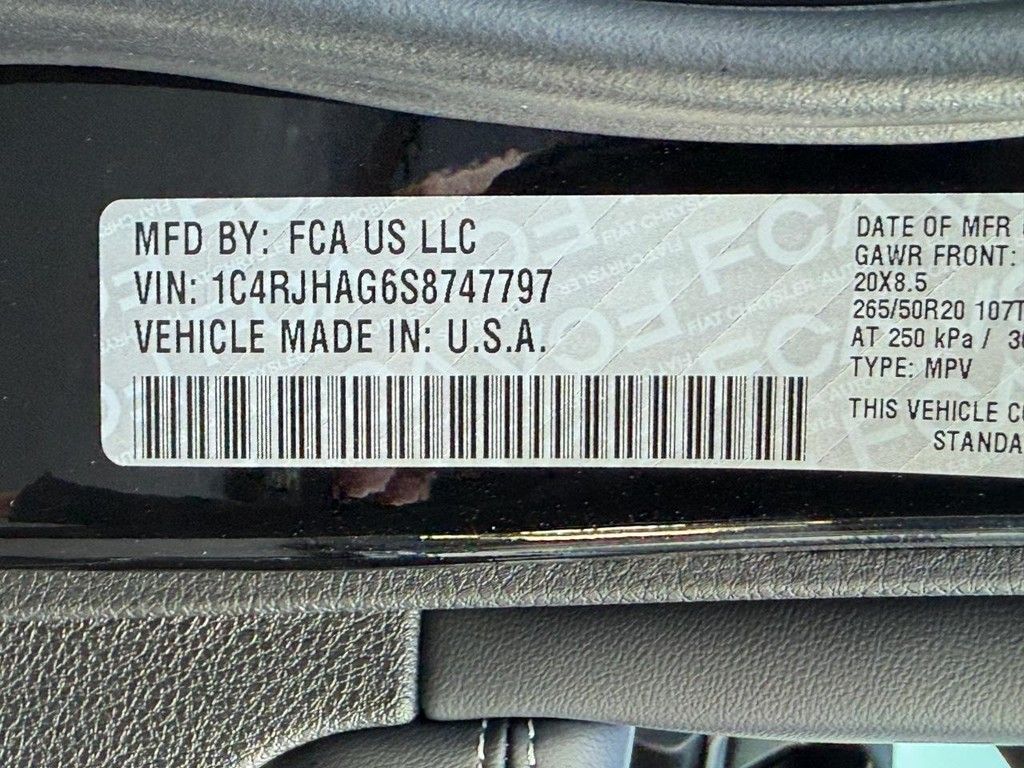 MFD BY: FCA US LLC
VIN: 1C4RJHAG6S8747797
VEHICLE MADE IN: U.S.A.
DATE OF MFR
GAWR FRONT:
20X8.5
265/50R20 107T
AT 250 kPa /
TYPE: MPV
THIS VEHICLE